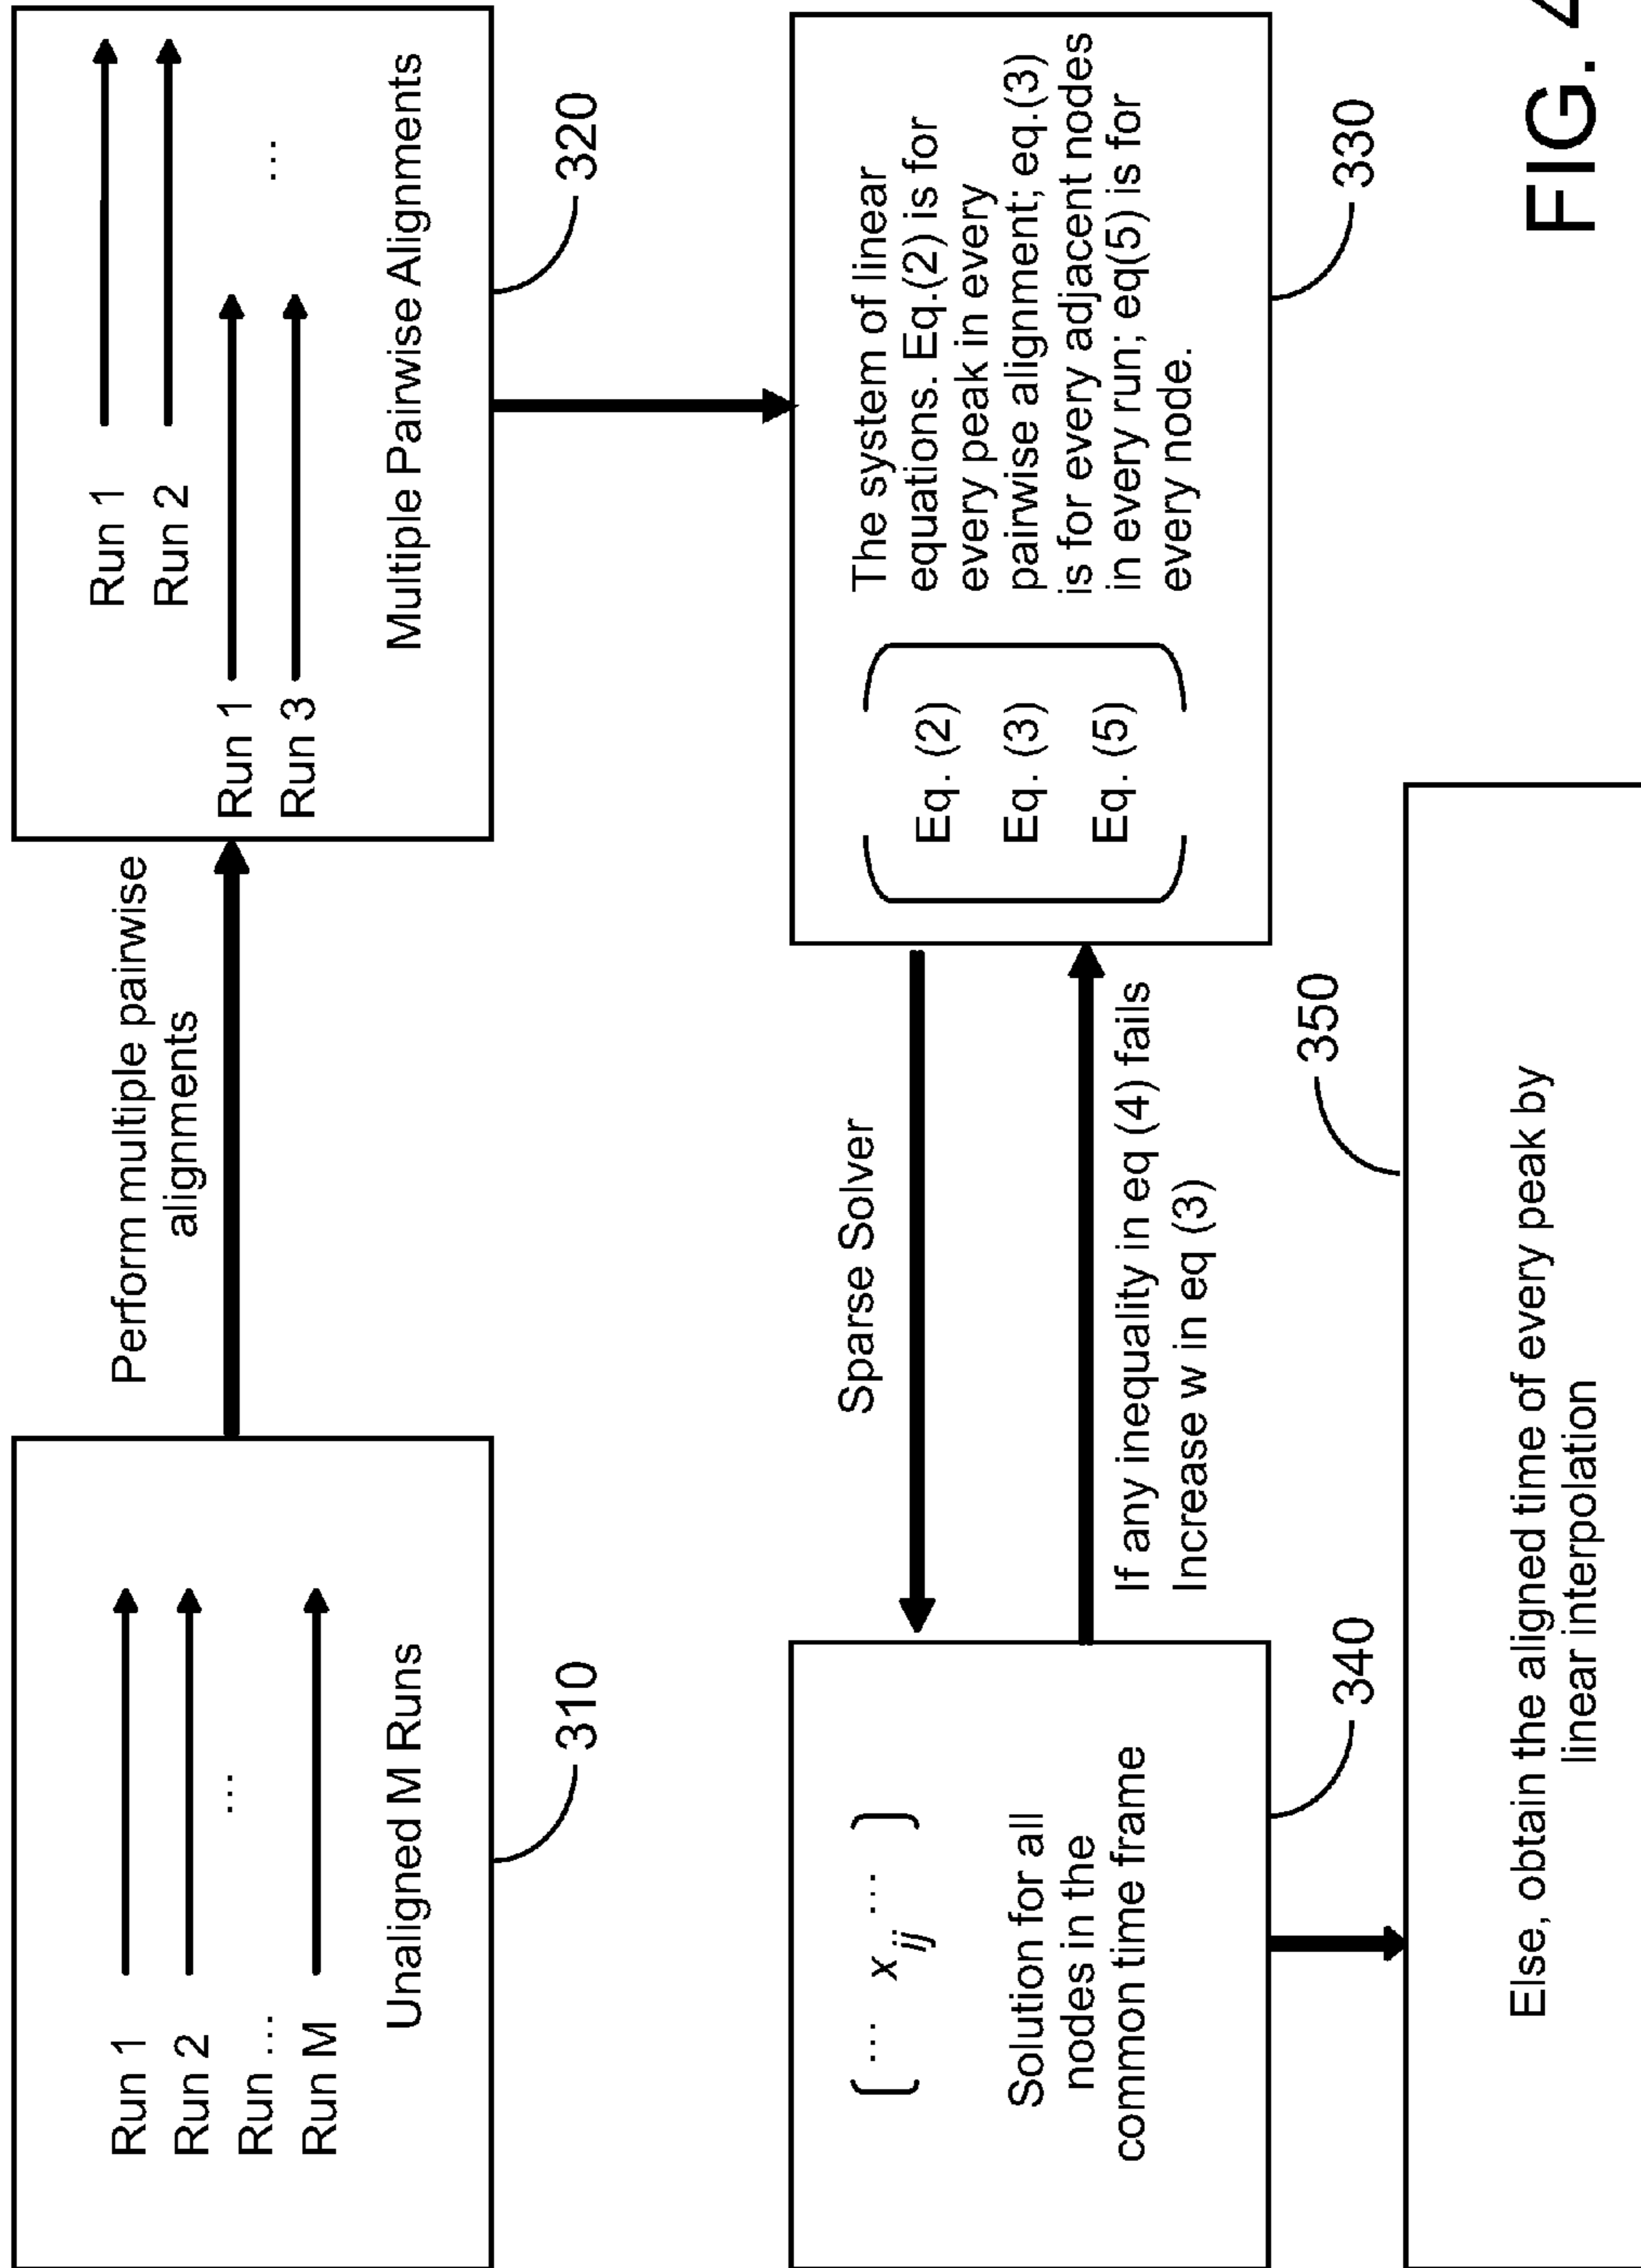 Run 1
Run 2
Run ...
...
Run M
Unaligned M Runs
310
Perform multiple pairwise
alignments
Run 1
Run 2
Run 1
Run 3
...
Multiple Pairwise Alignments
320
Eq. (2)
Eq. (3)
Eq. (5)
The system of linear
equations. Eq.(2) is for
every peak in every
pairwise alignment; eq.(3)
is for every adjacent nodes
in every run; eq(5) is for
every node.
330
Sparse Solver
If any inequality in eq (4) fails
Increase w in eq (3)
( ... x ij ... )
Solution for all
nodes in the
common time frame
340
350
Else, obtain the aligned time of every peak by
linear interpolation
FIG. 4